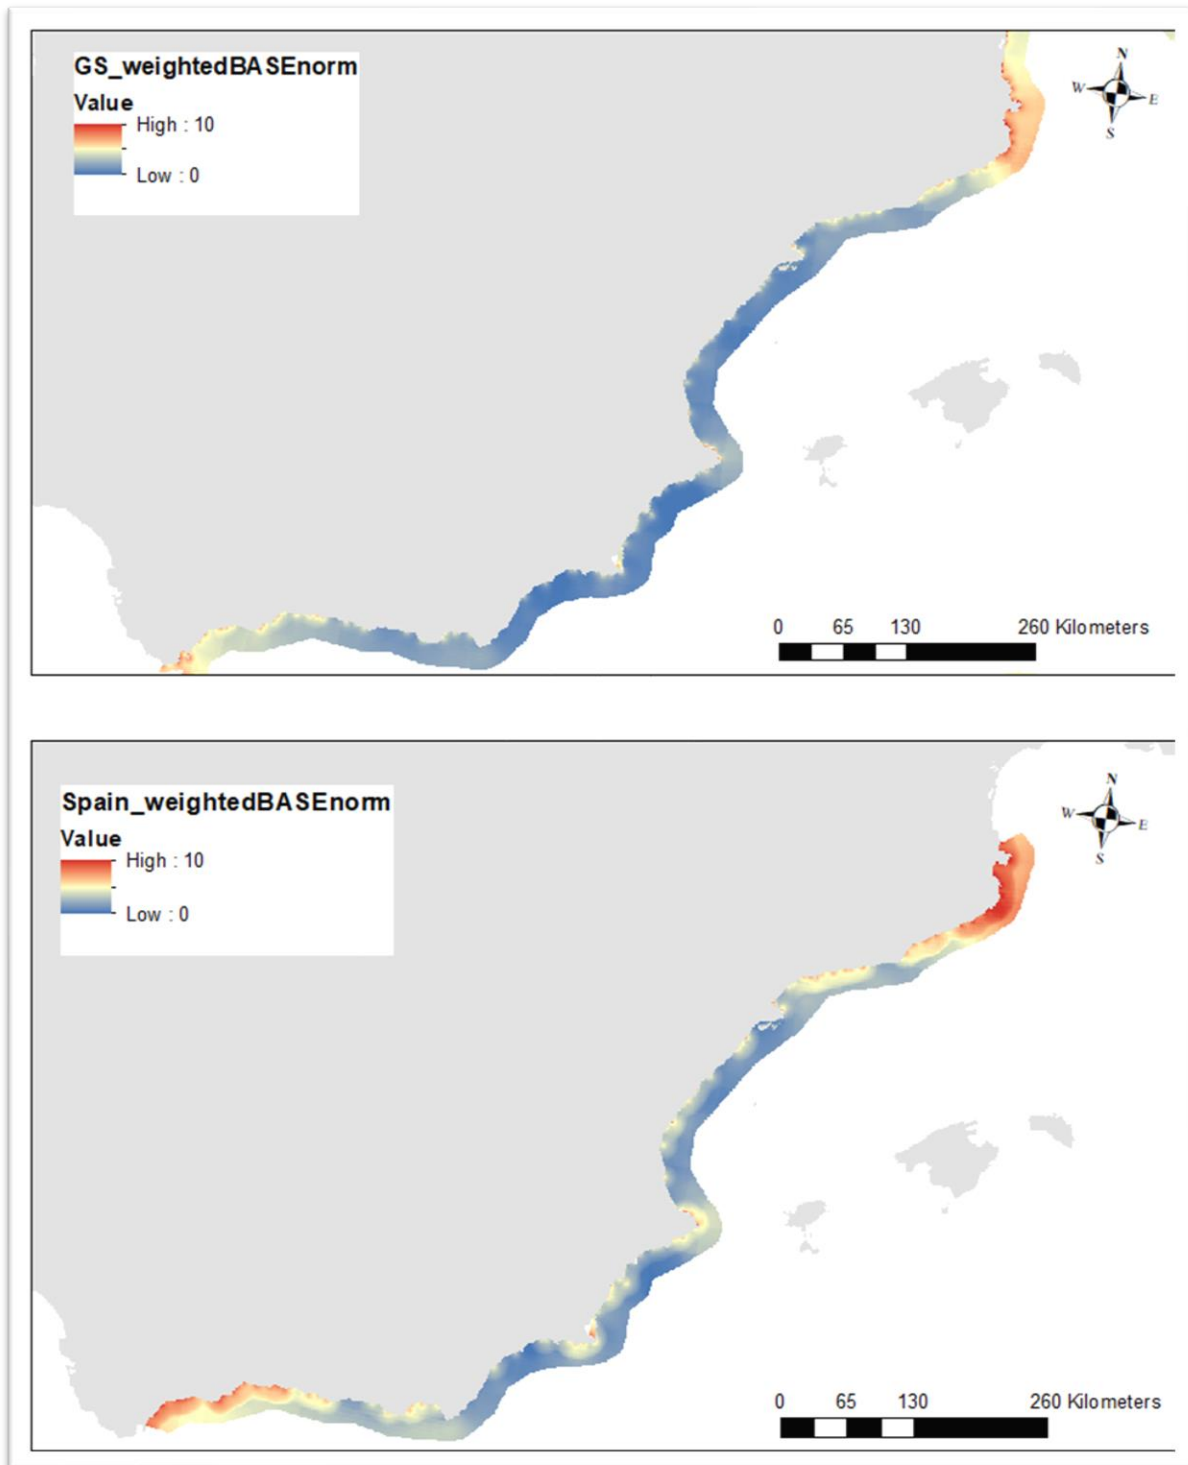 GS_weightedBASEnorm
Value
High : 10
Low : 0
N
W E
S
0 65 130 260 Kilometers
Spain_weightedBASEnorm
Value
High : 10
Low : 0
N
W E
S
0 65 130 260 Kilometers